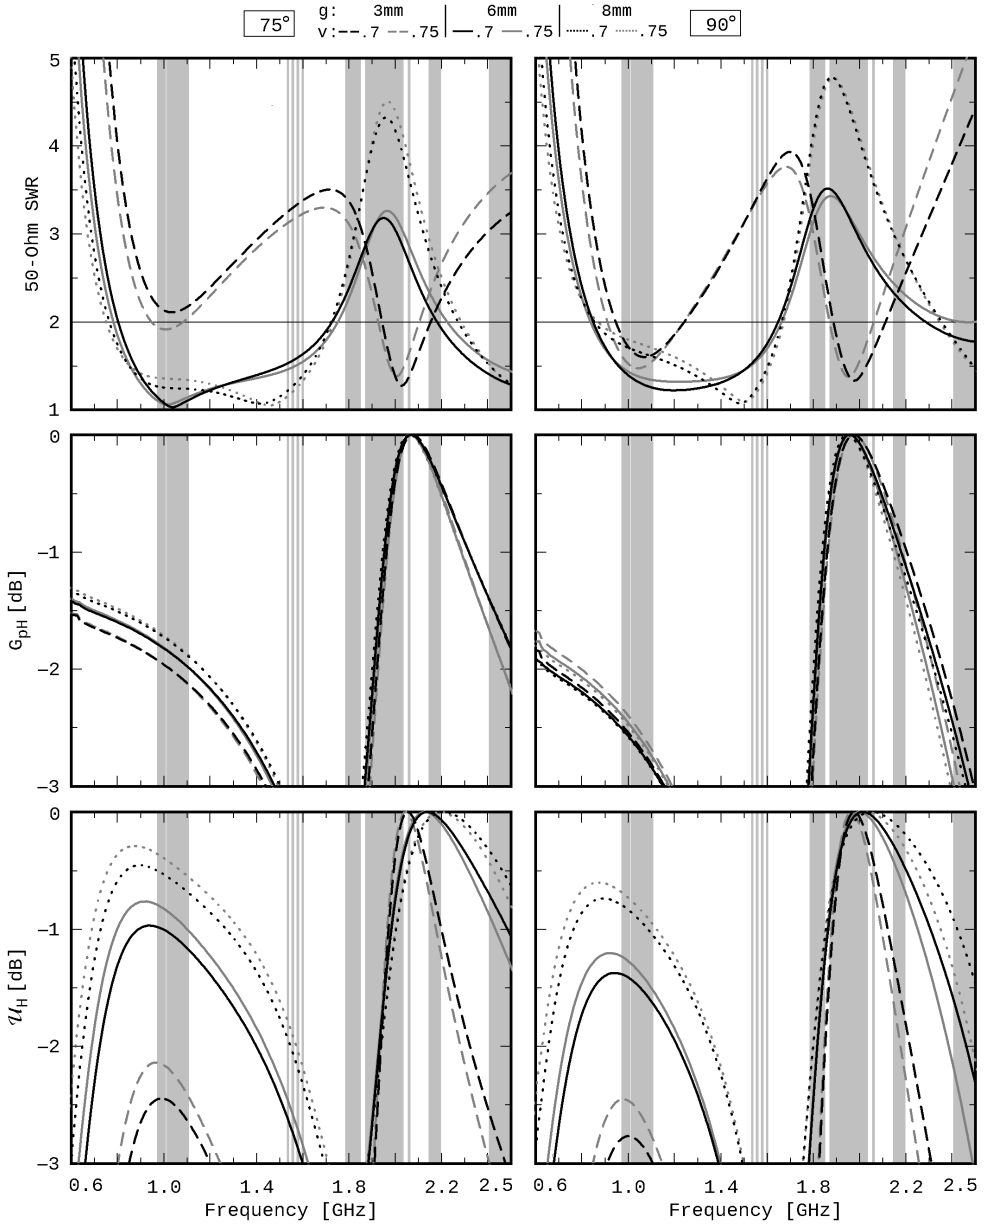 g: 3mm 6mm 8mm
75° v: .7 .75 .7 .75 .7 .75 90°
5
4
3
2
1
50-Ohm SWR
0
−1
−2
−3
GpH [dB]
0
−1
−2
−3
𝒰H [dB]
0.6 1.0 1.4 1.8 2.2 2.5
0.6 1.0 1.4 1.8 2.2 2.5
Frequency [GHz]
Frequency [GHz]